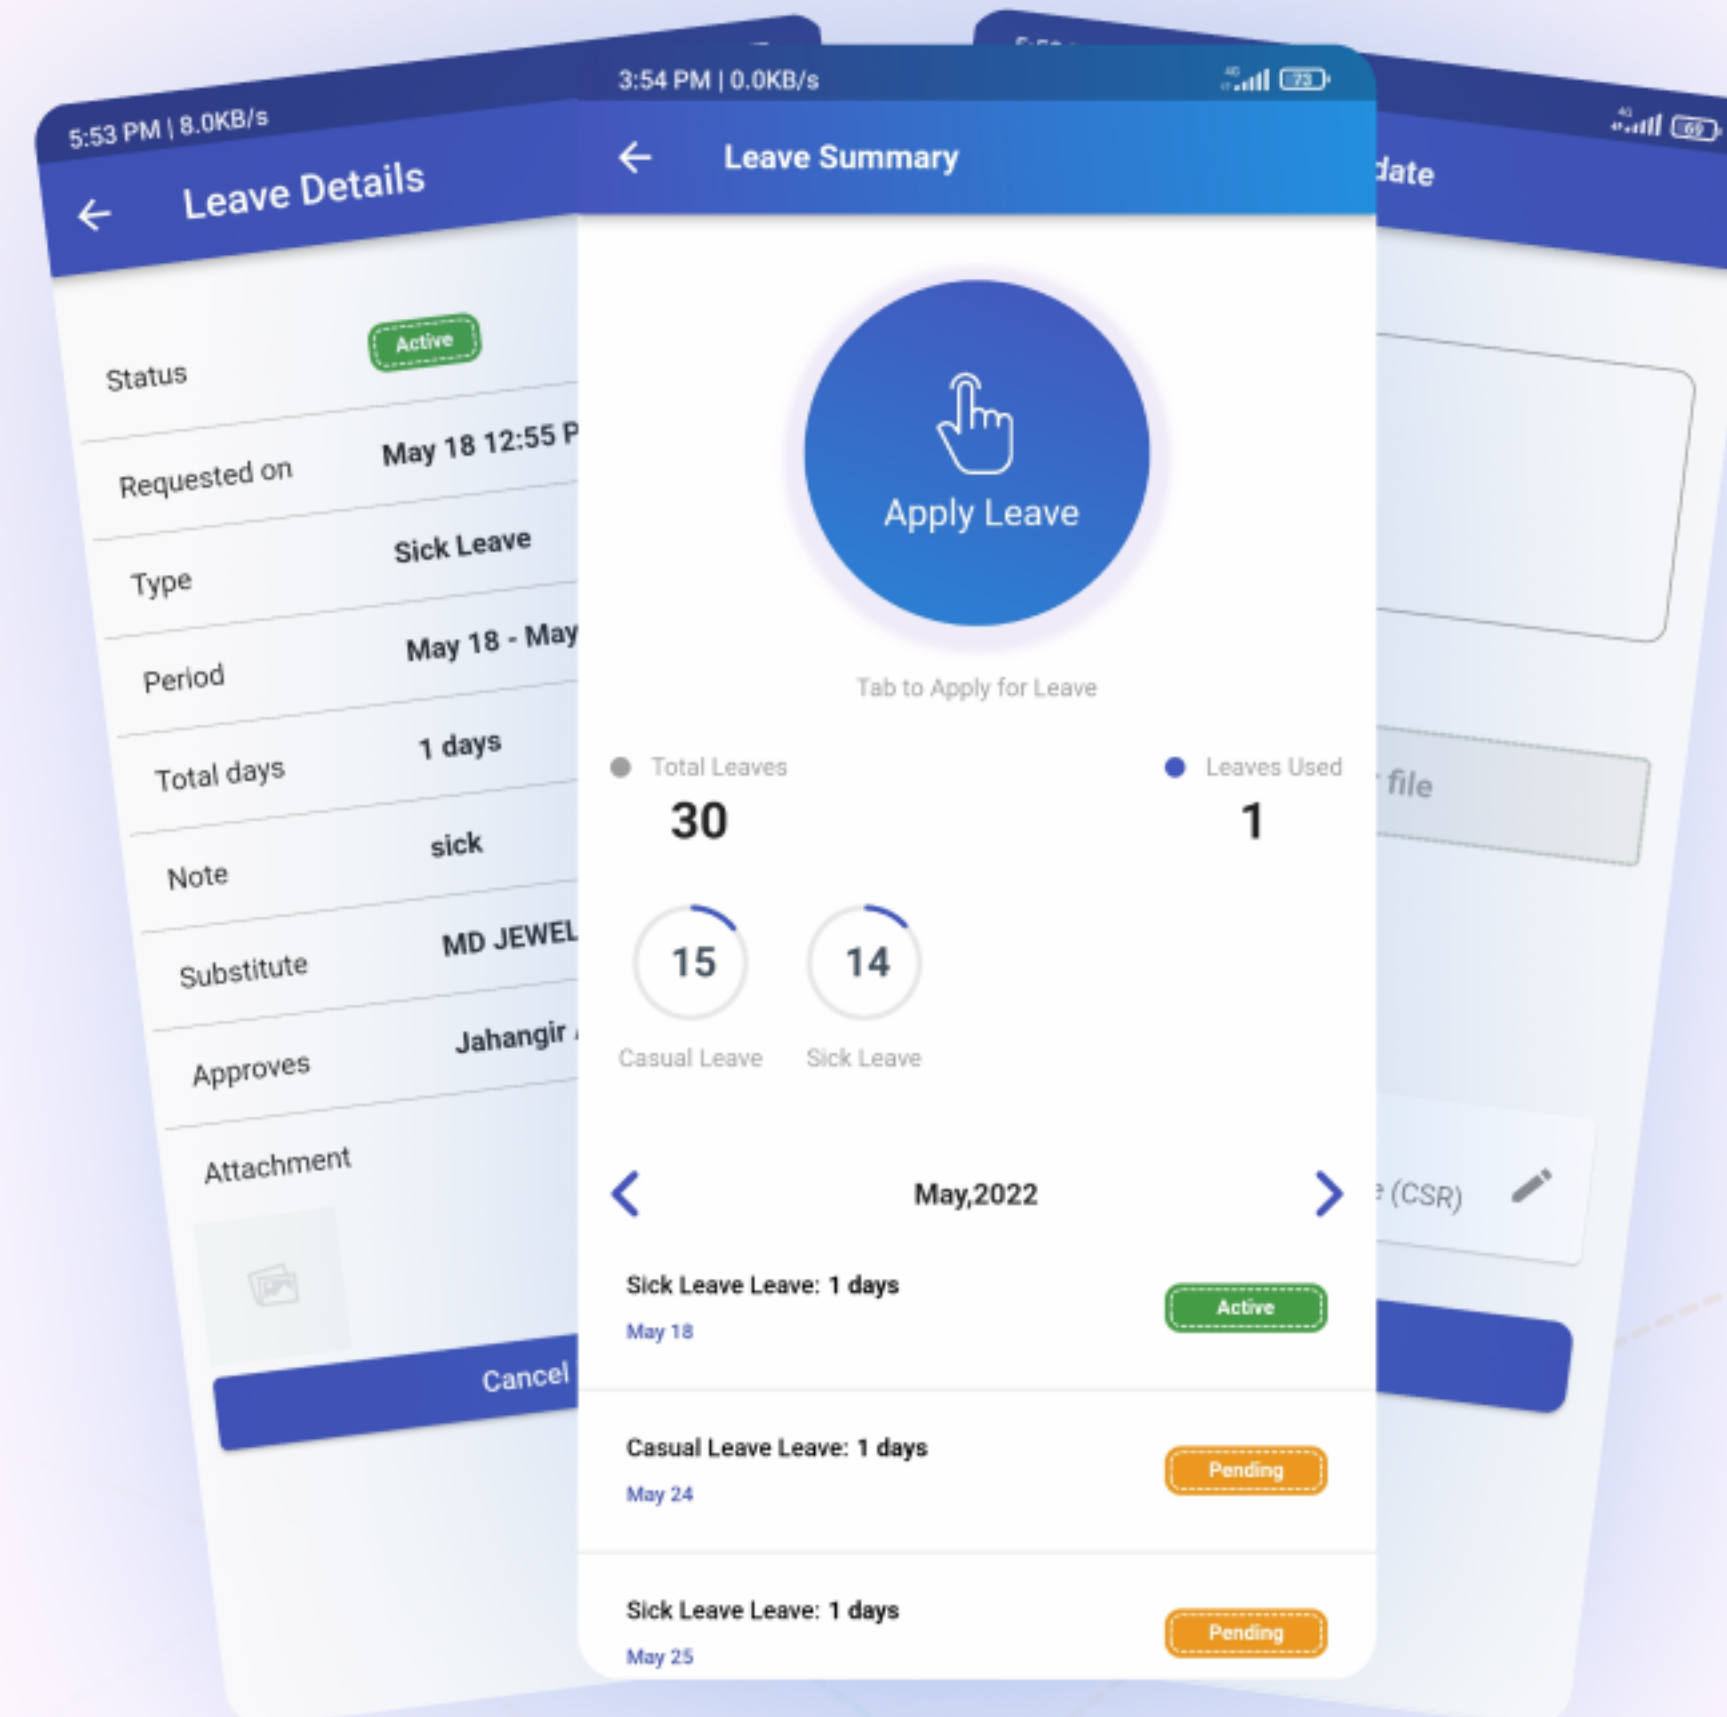 5:53 PM | 8.0KB/s
Leave Details
Status
Active
Requested on
May 18 12:55 P
Type
Sick Leave
Period
May 18 - May
Total days
1 days
Note
sick
Substitute
MD JEWEL
Approves
Jahangir
Attachment
Cancel
3:54 PM | 0.0KB/s
4G
73
Leave Summary
Apply Leave
Tab to Apply for Leave
Total Leaves
Leaves Used
30
1
15
14
Casual Leave
Sick Leave
May,2022
Sick Leave Leave: 1 days
Active
May 18
Casual Leave Leave: 1 days
Pending
May 24
Sick Leave Leave: 1 days
Pending
May 25
4G
69
date
file
(CSR)